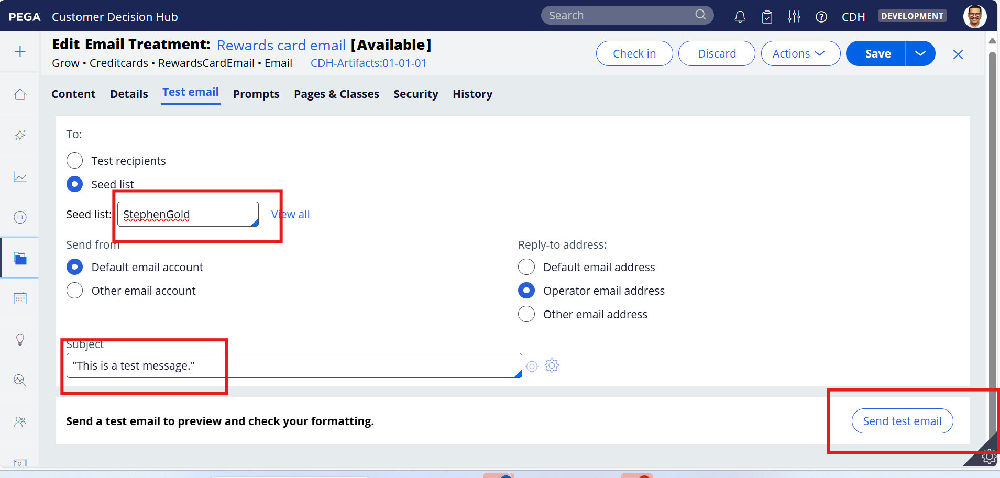 PEGA Customer Decision Hub Search CDH DEVELOPMENT
Edit Email Treatment: Rewards card email [Available] Check in Discard Actions Save
Grow • Creditcards • RewardsCardEmail • Email CDH-Artifacts:01-01-01
Content Details Test email Prompts Pages & Classes Security History
To:
Test recipients
Seed list
1:1
Seed list: StephenGold View all
Send from Reply-to address:
Default email account Default email address
Other email account Operator email address
Other email address
Subject
"This is a test message."
Send a test email to preview and check your formatting. Send test email